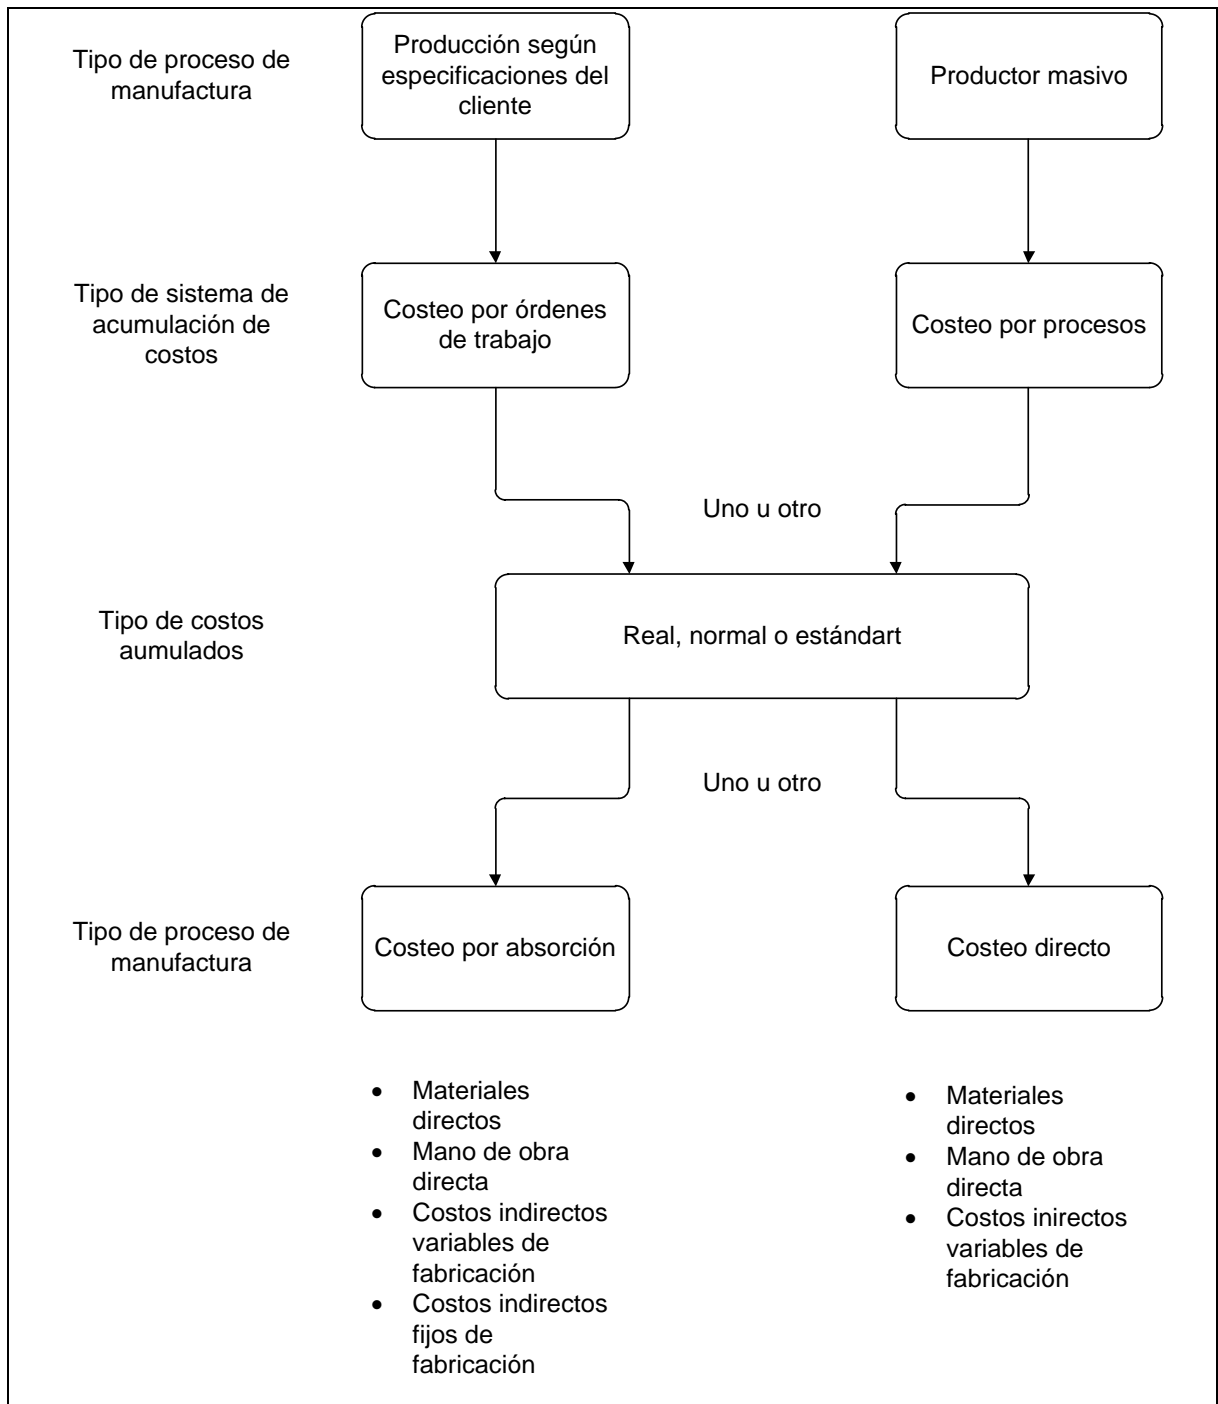 Tipo de proceso de
manufactura
Producción según
especificaciones del
cliente
Productor masivo
Tipo de sistema de
acumulación de
costos
Costeo por órdenes
de trabajo
Costeo por procesos
Uno u otro
Tipo de costos
aumulados
Real, normal o estándart
Uno u otro
Tipo de proceso de
manufactura
Costeo por absorción
Costeo directo
• Materiales
directos
• Mano de obra
directa
• Costos indirectos
variables de
fabricación
• Costos indirectos
fijos de
fabricación
• Materiales
directos
• Mano de obra
directa
• Costos inirectos
variables de
fabricación